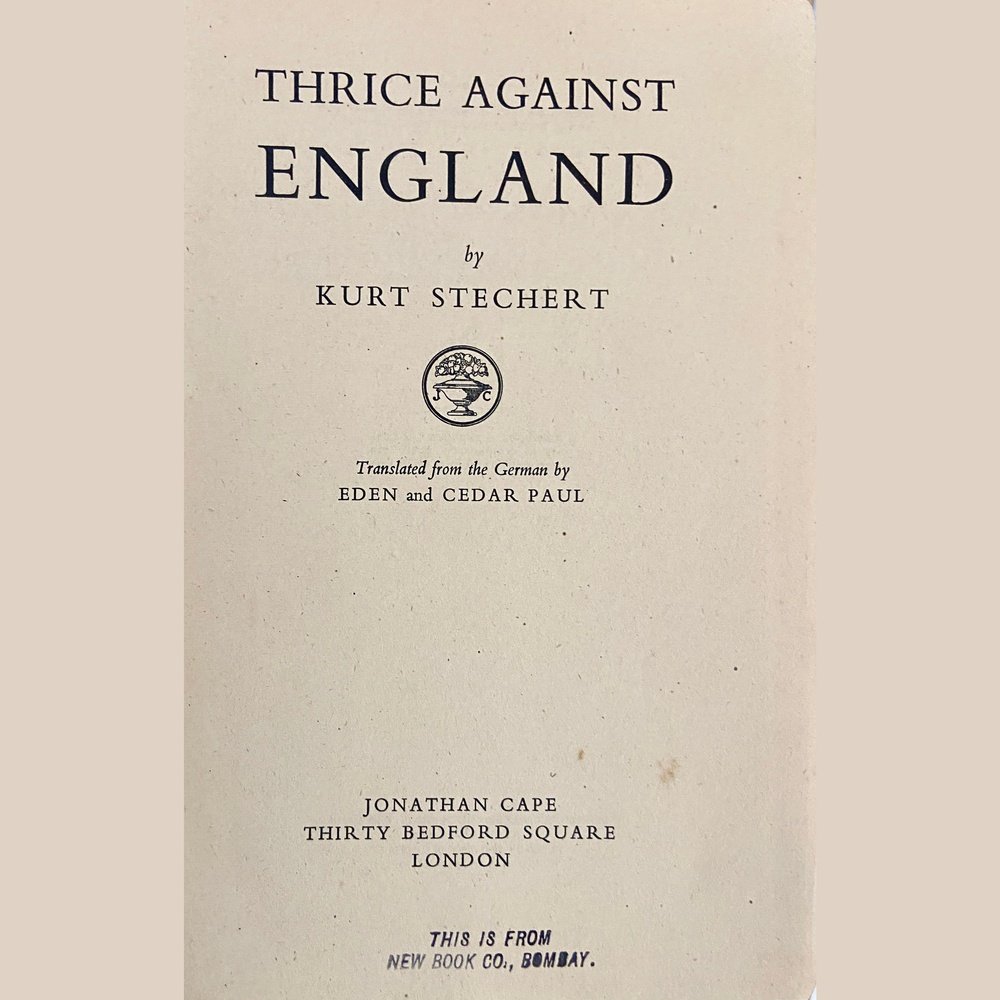 THRICE AGAINST
ENGLAND
by
KURT STECHERT
J C
Translated from the German by
EDEN and CEDAR PAUL
JONATHAN CAPE
THIRTY BEDFORD SQUARE
LONDON
THIS IS FROM
NEW BOOK CO., BOMBAY.